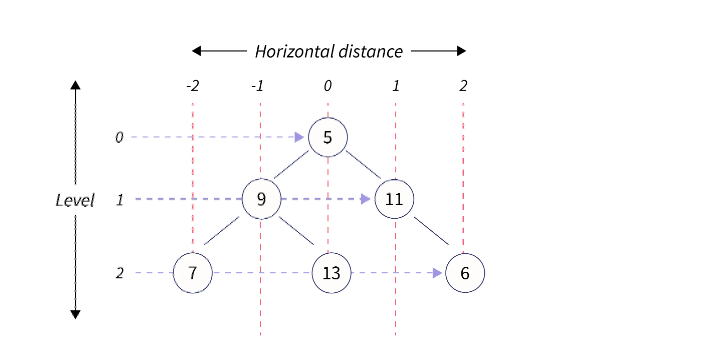 Horizontal distance
-2 -1 0 1 2
0 5
Level 1 9 11
2 7 13 6